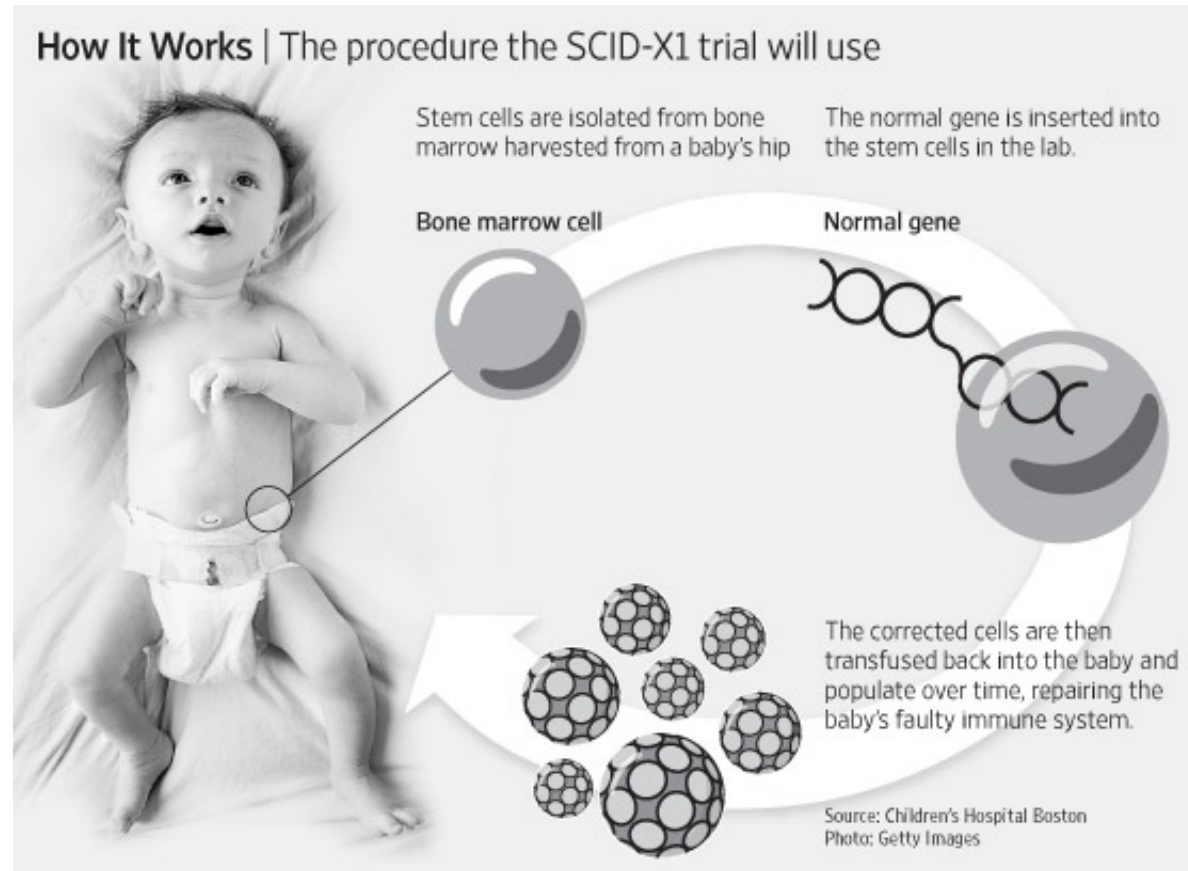 How It Works | The procedure the SCID-X1 trial will use
Stem cells are isolated from bone
marrow harvested from a baby's hip
The normal gene is inserted into
the stem cells in the lab.
Bone marrow cell
Normal gene
The corrected cells are then
transfused back into the baby and
populate over time, repairing the
baby's faulty immune system.
Source: Children's Hospital Boston
Photo: Getty Images